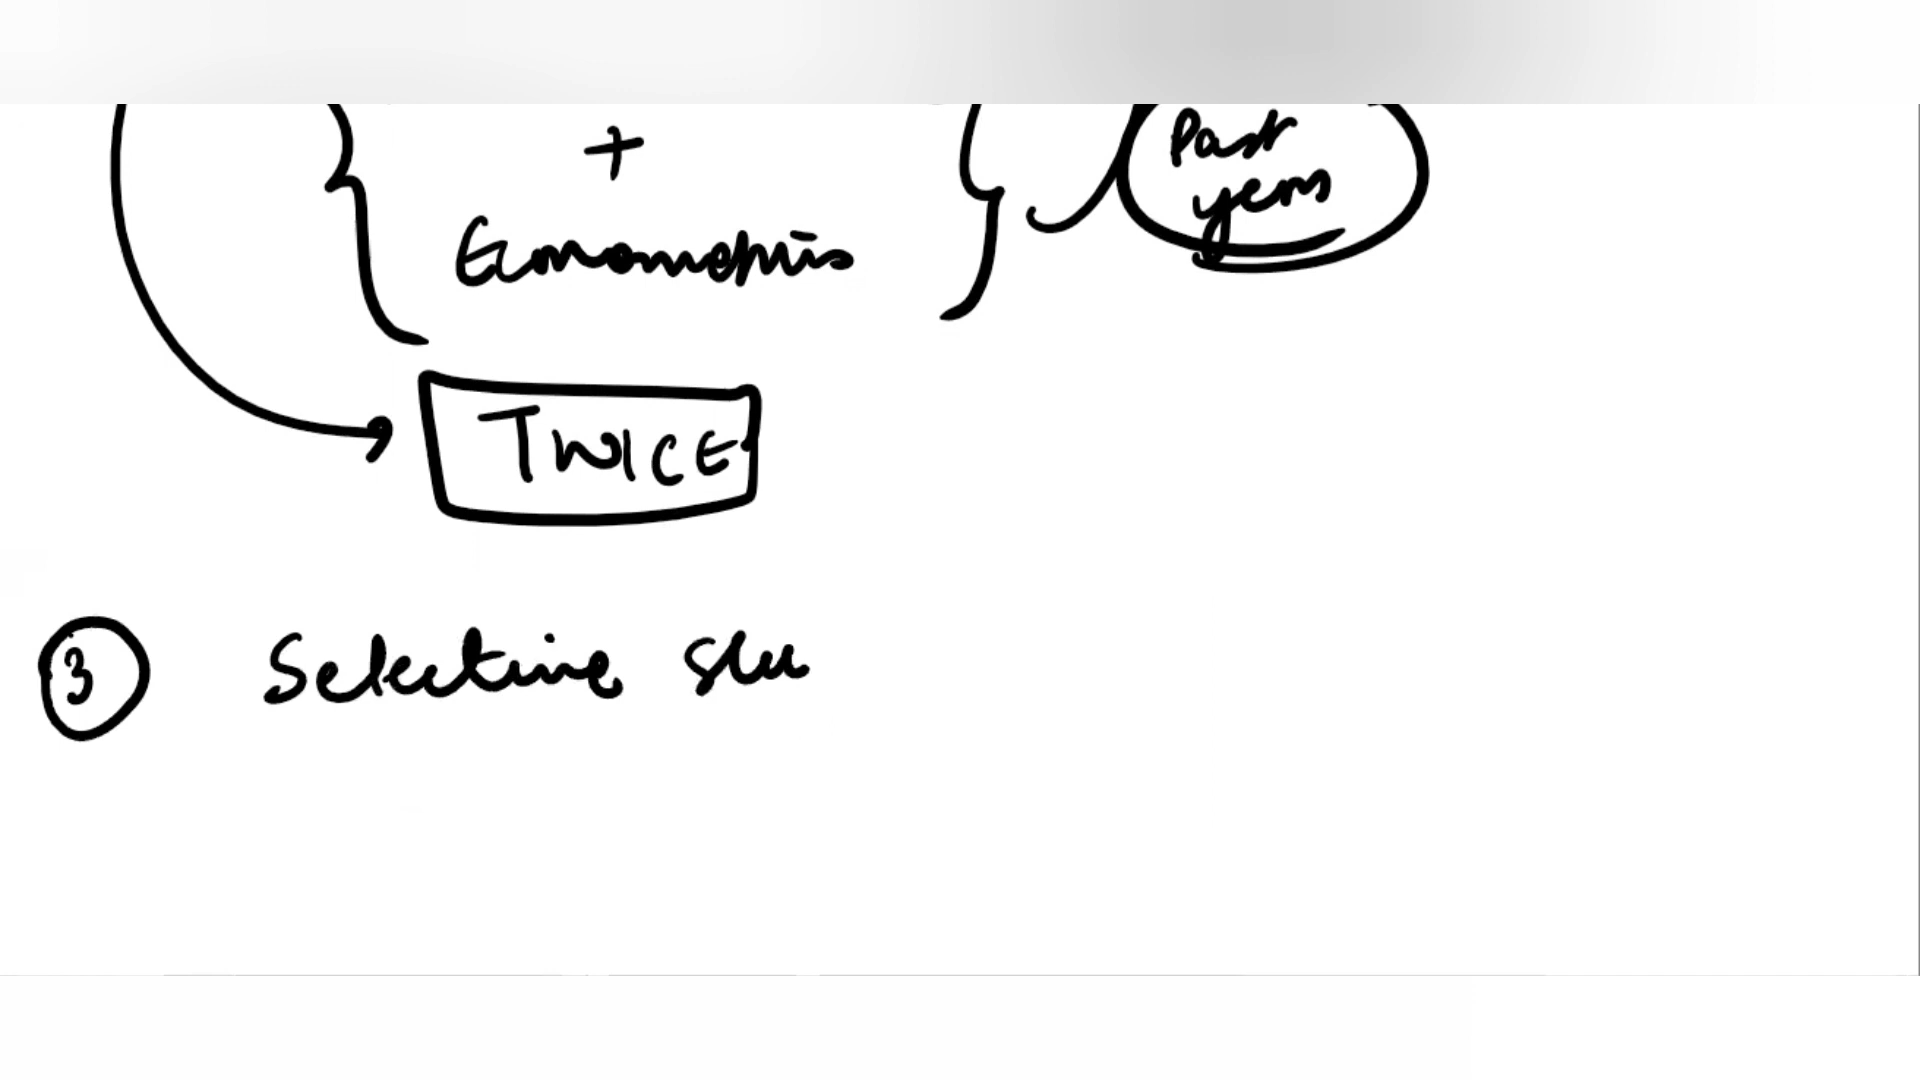 +
Past
years
Econometrics
TWICE
3 Selective stu